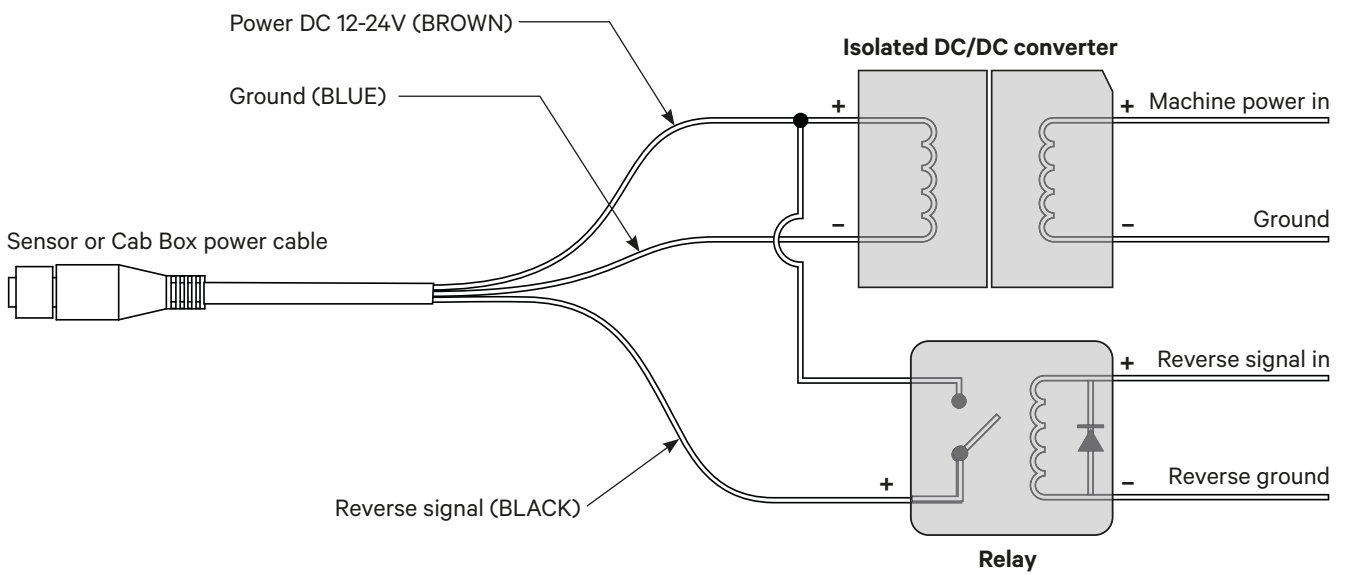 Power DC 12-24V (BROWN)
Isolated DC/DC converter
Ground (BLUE)
+
+ Machine power in
Sensor or Cab Box power cable
–
– Ground
+ Reverse signal in
Reverse signal (BLACK)
+
– Reverse ground
Relay